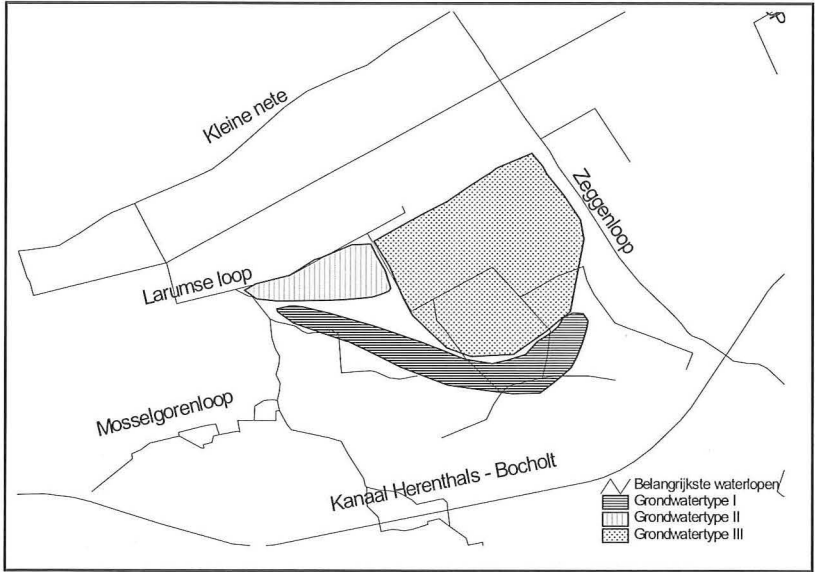 Kleine nete
Zeggenloop
Larumse loop
Mosselgorenloop
Kanaal Herenthals - Bocholt
Belangrijkste waterlopen
Grondwatertype I
Grondwatertype II
Grondwatertype III